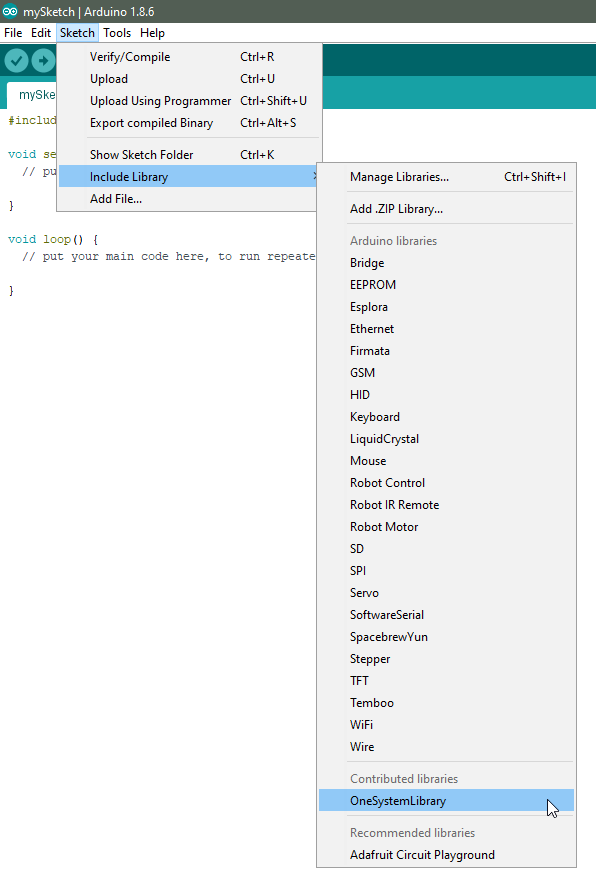 mySketch | Arduino 1.8.6
File Edit Sketch Tools Help
Verify/Compile Ctrl+R
Upload Ctrl+U
Upload Using Programmer Ctrl+Shift+U
Export compiled Binary Ctrl+Alt+S
Show Sketch Folder Ctrl+K
Include Library
Add File...
mySke
#includ
void se
// pu
}
void loop() {
// put your main code here, to run repeate
}
Manage Libraries... Ctrl+Shift+I
Add .ZIP Library...
Arduino libraries
Bridge
EEPROM
Esplora
Ethernet
Firmata
GSM
HID
Keyboard
LiquidCrystal
Mouse
Robot Control
Robot IR Remote
Robot Motor
SD
SPI
Servo
SoftwareSerial
SpacebrewYun
Stepper
TFT
Temboo
WiFi
Wire
Contributed libraries
OneSystemLibrary
Recommended libraries
Adafruit Circuit Playground